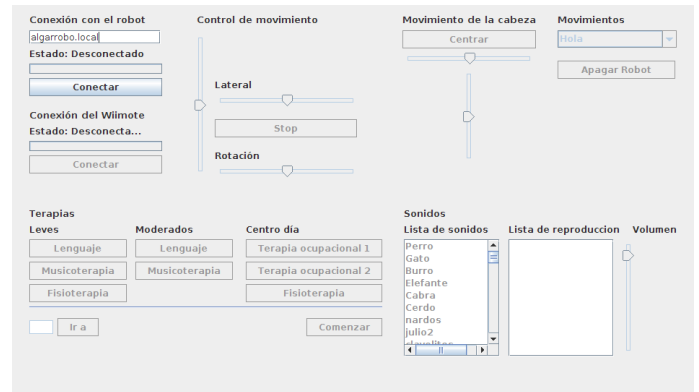 Conexión con el robot
algarrobo.local
Estado: Desconectado
Conectar
Conexión del Wiimote
Estado: Desconecta...
Conectar
Control de movimiento
Lateral
Stop
Rotación
Movimiento de la cabeza
Centrar
Movimientos
Hola
Apagar Robot
Terapias
Leves
Moderados
Centro día
Lenguaje
Lenguaje
Terapia ocupacional 1
Musicoterapia
Musicoterapia
Terapia ocupacional 2
Fisioterapia
Fisioterapia
Ir a
Comenzar
Sonidos
Lista de sonidos
Lista de reproduccion
Volumen
Perro
Gato
Burro
Elefante
Cabra
Cerdo
nardos
julio2